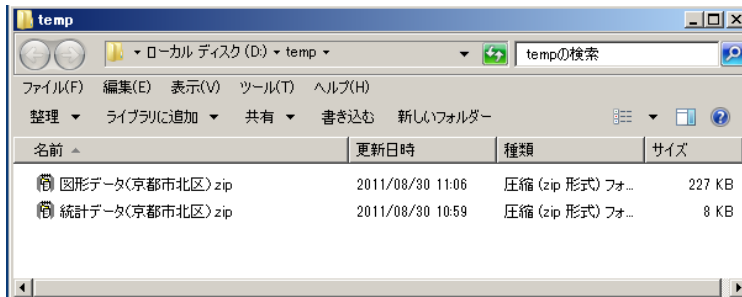 temp
ローカル ディスク (D:) temp tempの検索
ファイル(F) 編集(E) 表示(V) ツール(T) ヘルプ(H)
整理 ライブラリに追加 共有 書き込む 新しいフォルダー
名前 更新日時 種類 サイズ
図形データ(京都市北区).zip 2011/08/30 11:06 圧縮 (zip 形式) フォ... 227 KB
統計データ(京都市北区).zip 2011/08/30 10:59 圧縮 (zip 形式) フォ... 8 KB